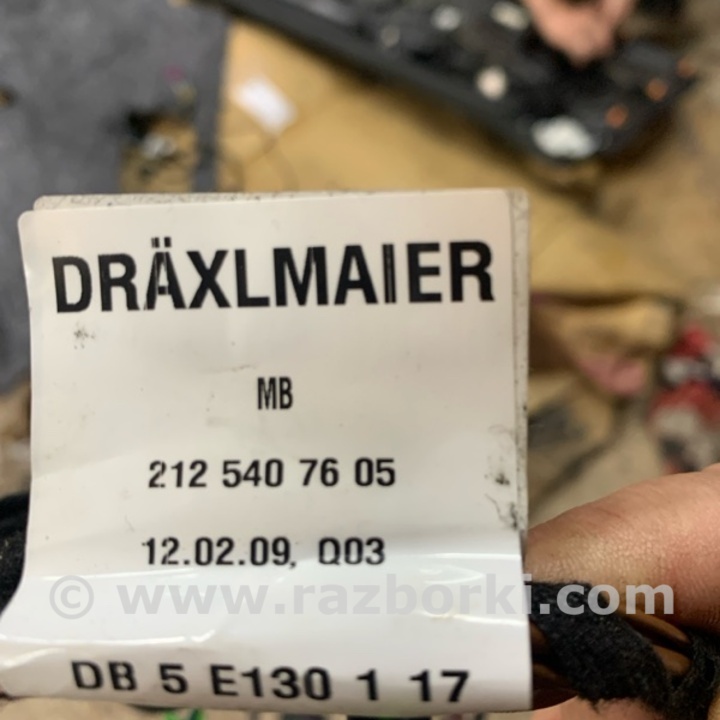 DRÄXLMAIER
MB
212 540 76 05
12.02.09, Q03
© www.razborki.com
DB 5 E130 1 17